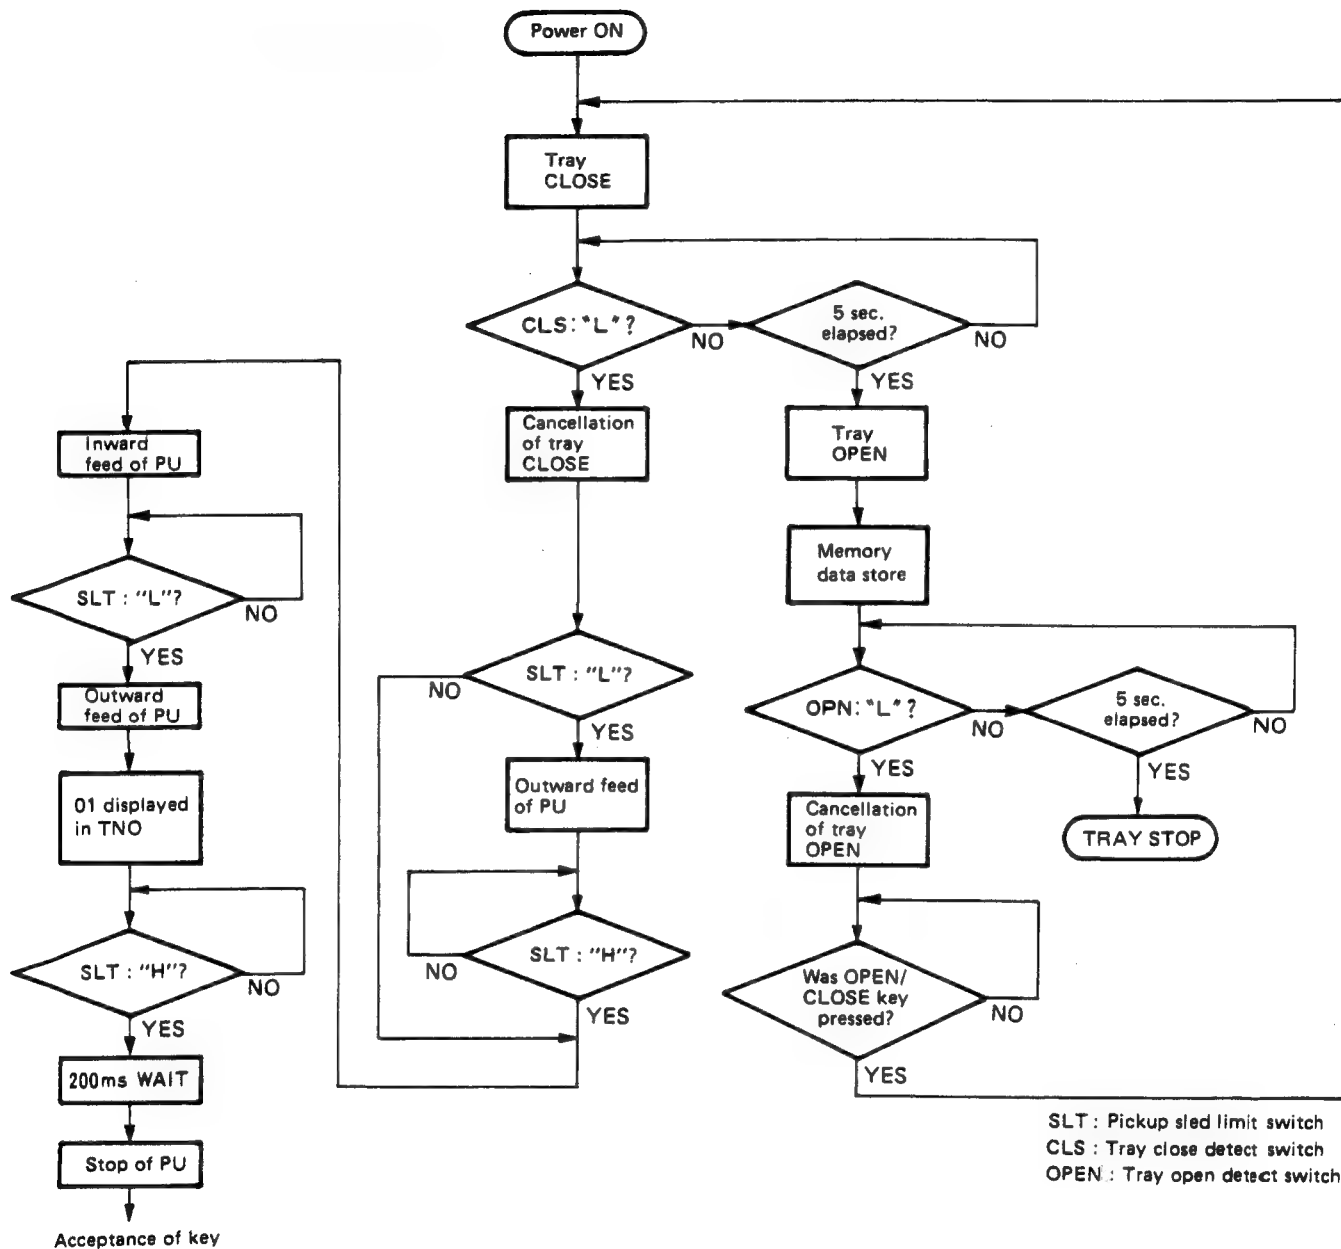 Power ON
Tray
CLOSE
CLS: "L" ?
NO
YES
5 sec.
elapsed?
NO
YES
Cancellation
of tray
CLOSE
Tray
OPEN
Memory
data store
SLT : "L"?
NO
YES
Outward feed
of PU
SLT : "H"?
NO
YES
Inward
feed of PU
SLT : "L"?
NO
YES
Outward
feed of PU
01 displayed
in TNO
SLT : "H"?
NO
YES
200ms WAIT
Stop of PU
Acceptance of key
OPN: "L" ?
NO
YES
5 sec.
elapsed?
NO
YES
TRAY STOP
Cancellation
of tray
OPEN
Was OPEN/
CLOSE key
pressed?
NO
YES
SLT : Pickup sled limit switch
CLS : Tray close detect switch
OPEN : Tray open detect switch